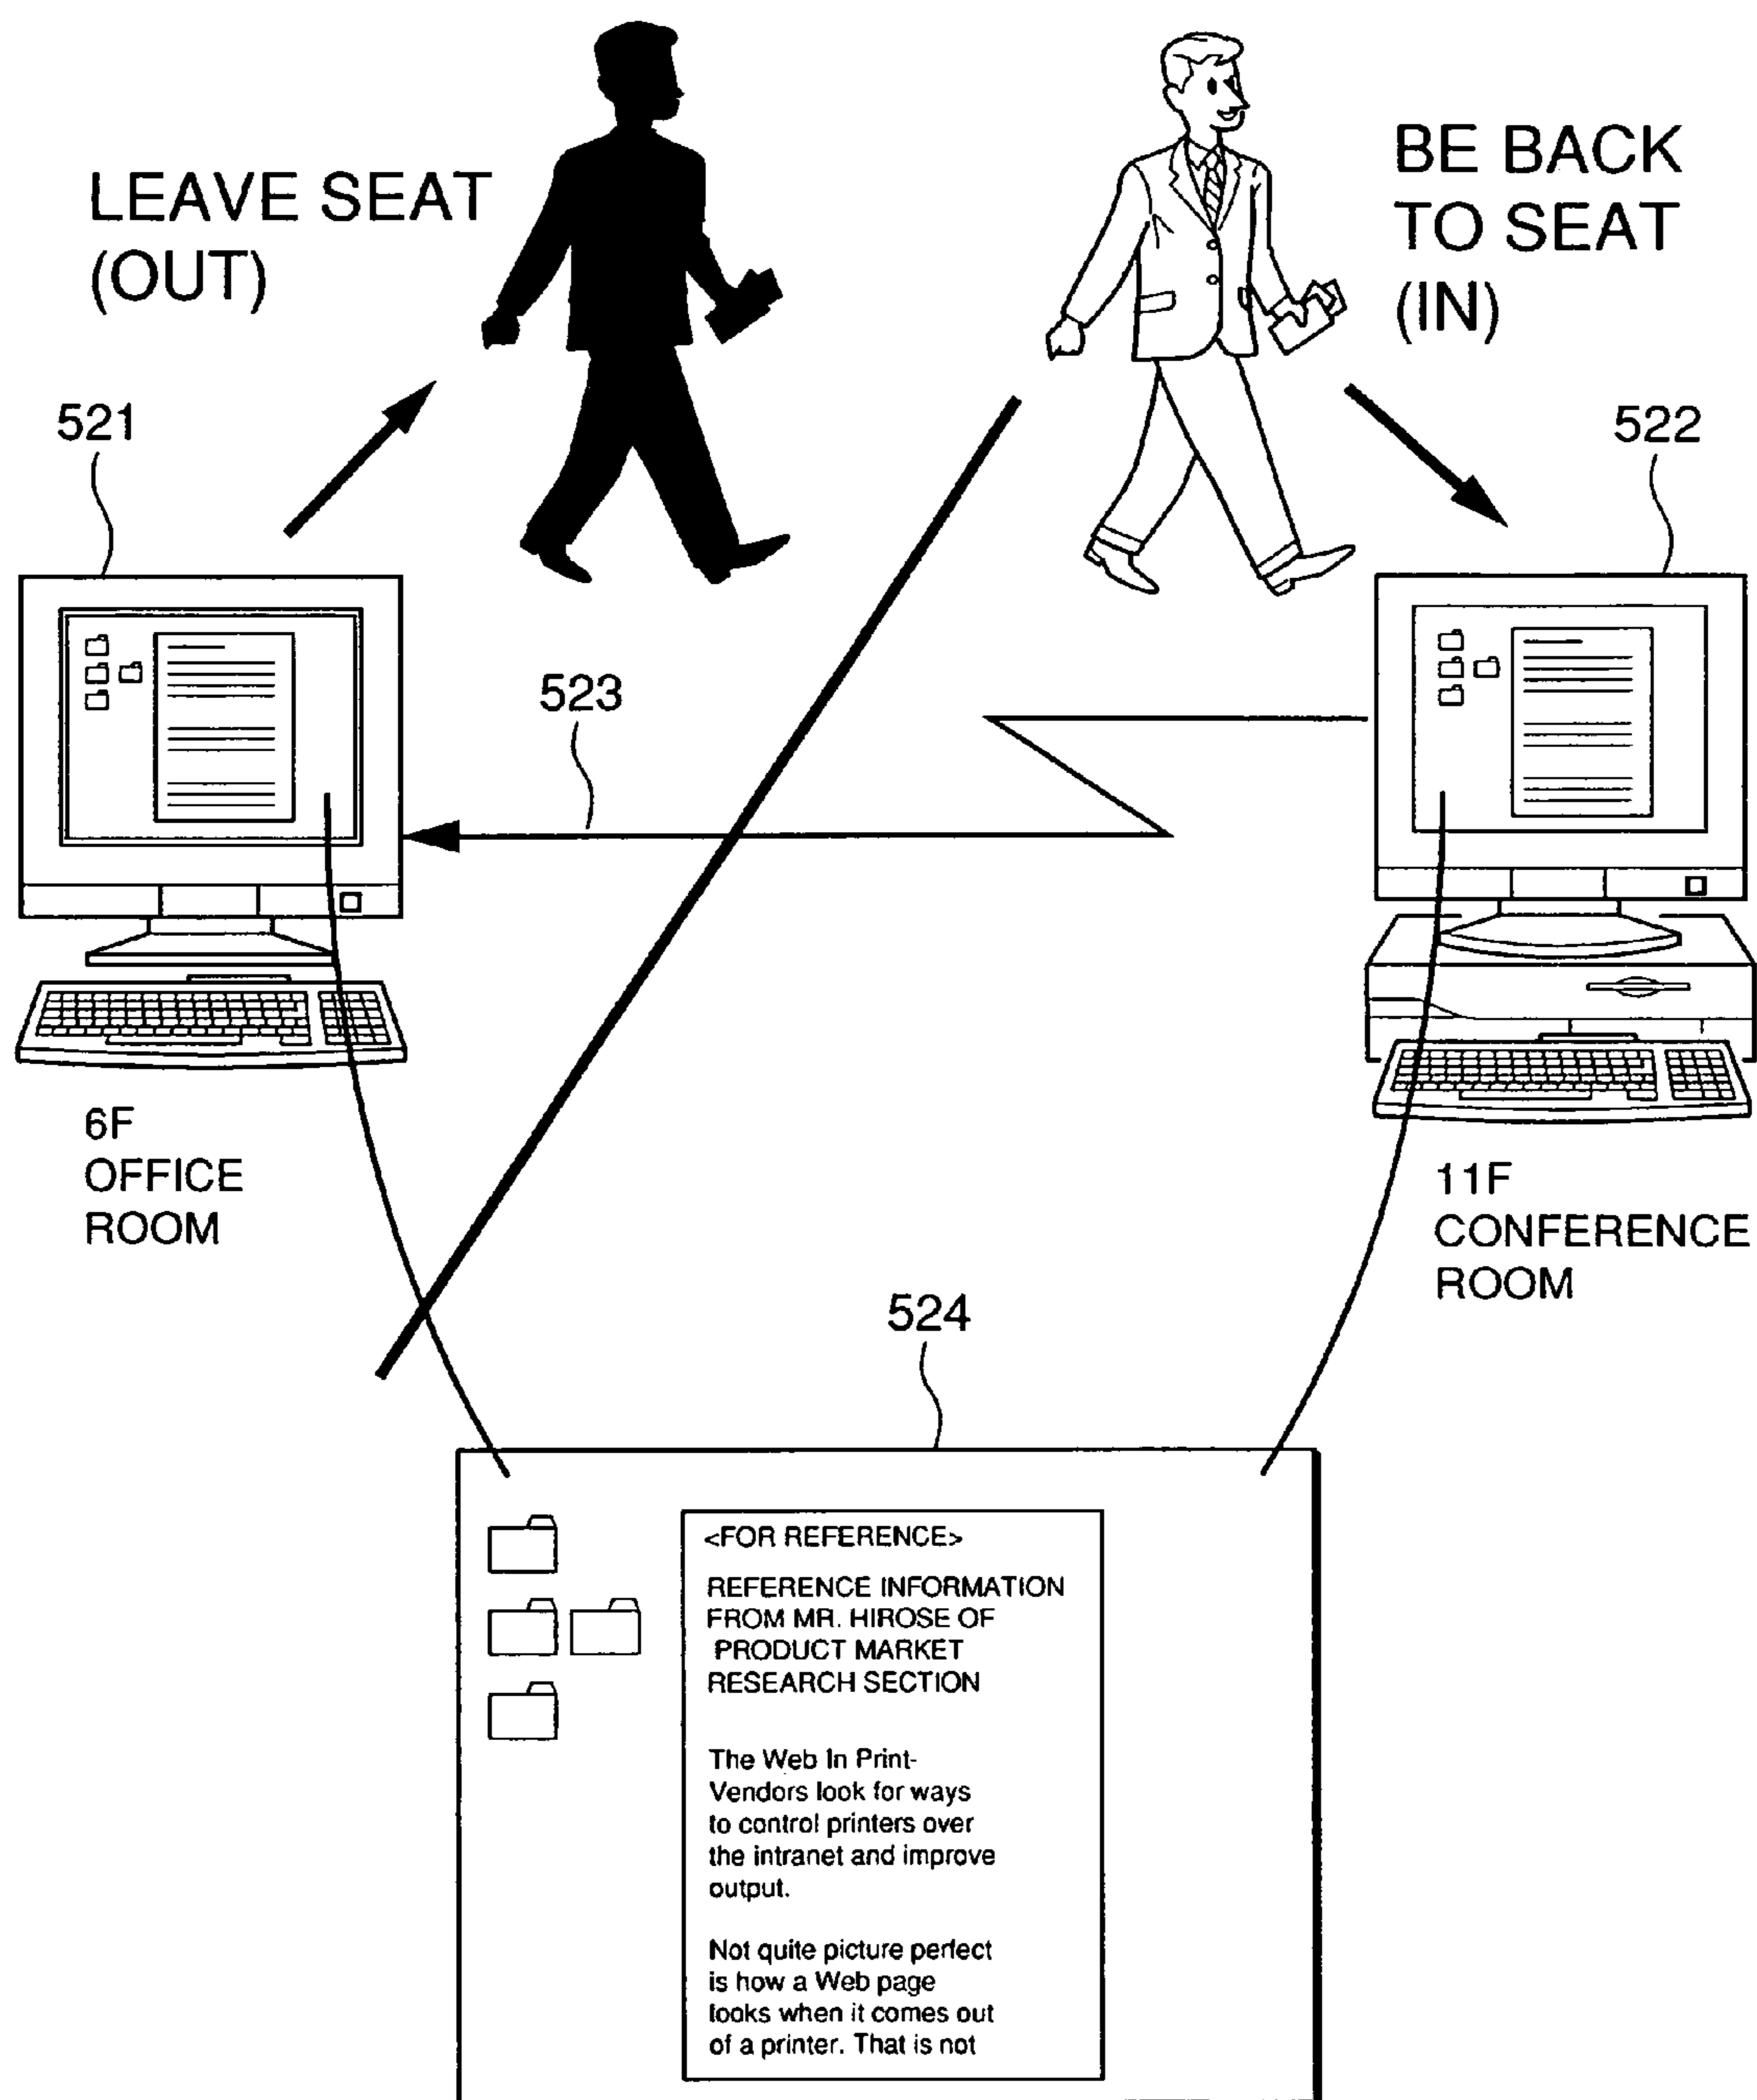 LEAVE SEAT
(OUT)
BE BACK
TO SEAT
(IN)
521
522
523
6F
OFFICE
ROOM
11F
CONFERENCE
ROOM
524
<FOR REFERENCE>
REFERENCE INFORMATION
FROM MR. HIROSE OF
PRODUCT MARKET
RESEARCH SECTION
The Web In Print-
Vendors look for ways
to control printers over
the intranet and improve
output.
Not quite picture perfect
is how a Web page
looks when it comes out
of a printer. That is not